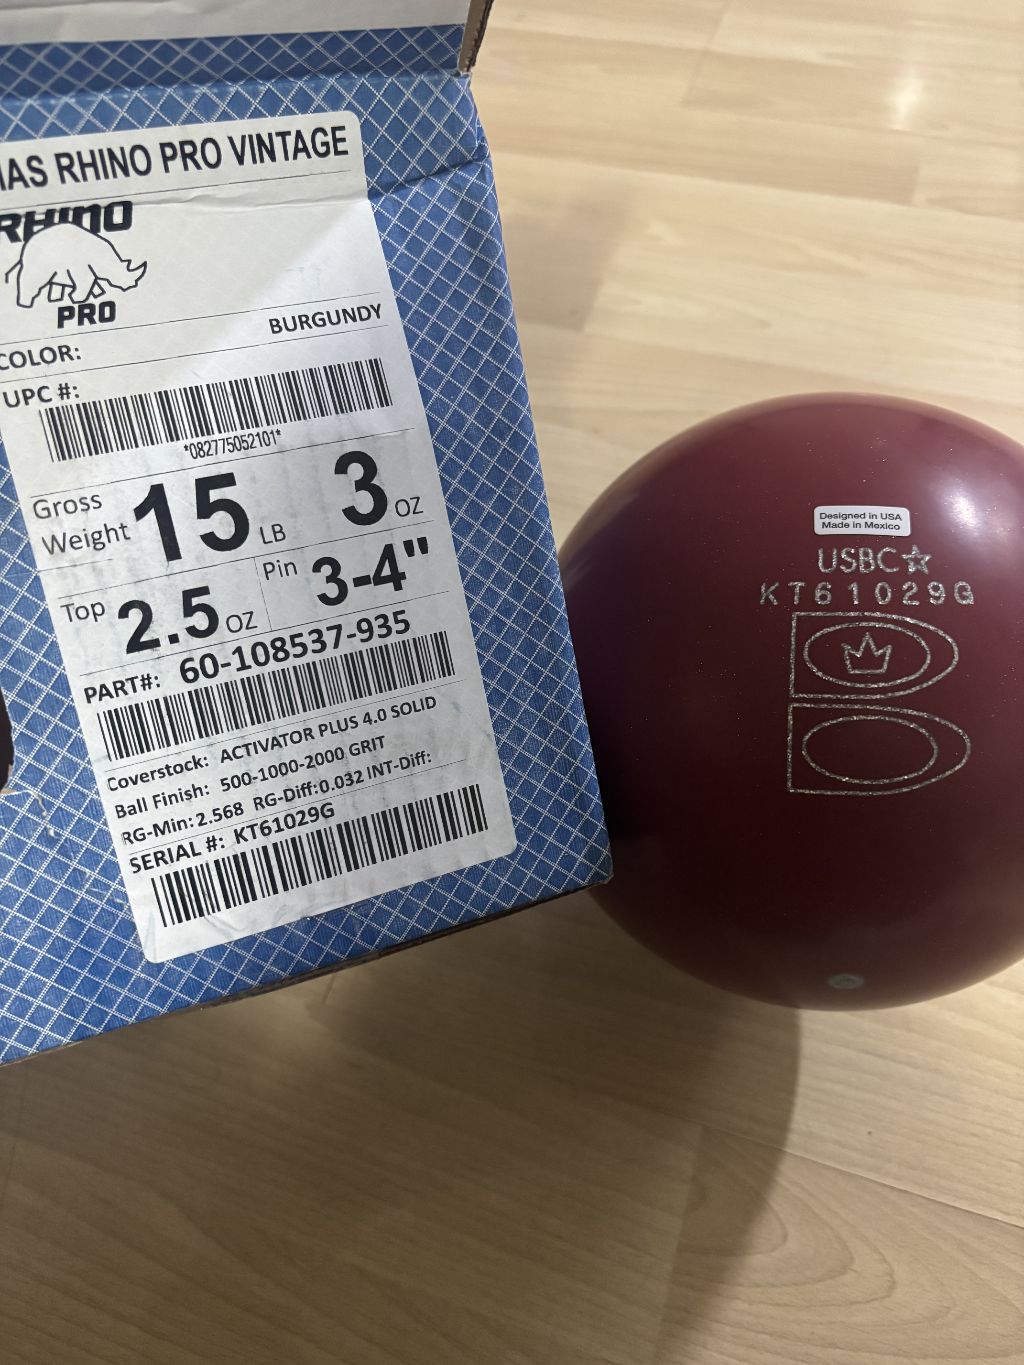 IAS RHINO PRO VINTAGE
RHINO
PRO
COLOR: BURGUNDY
UPC #:
*082775052101*
Gross Weight 15 LB 3 OZ
Top 2.5 OZ Pin 3-4"
PART#: 60-108537-935
Coverstock: ACTIVATOR PLUS 4.0 SOLID
Ball Finish: 500-1000-2000 GRIT
RG-Min: 2.568 RG-Diff: 0.032 INT-Diff:
SERIAL #: KT61029G
Designed in USA
Made in Mexico
USBC☆
KT61029G